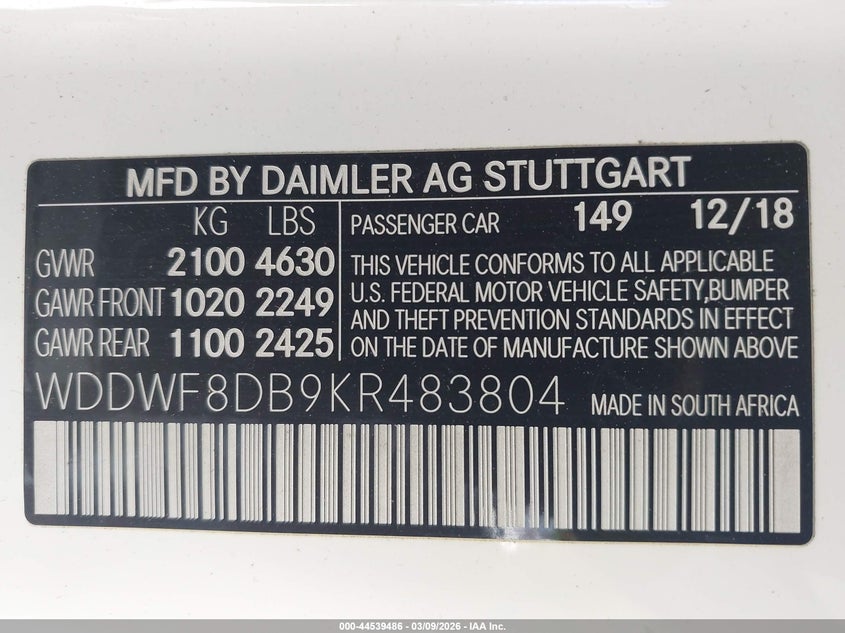 MFD BY DAIMLER AG STUTTGART
KG LBS
GVWR 2100 4630
GAWR FRONT 1020 2249
GAWR REAR 1100 2425
PASSENGER CAR 149 12/18
THIS VEHICLE CONFORMS TO ALL APPLICABLE
U.S. FEDERAL MOTOR VEHICLE SAFETY,BUMPER
AND THEFT PREVENTION STANDARDS IN EFFECT
ON THE DATE OF MANUFACTURE SHOWN ABOVE
WDDWF8DB9KR483804 MADE IN SOUTH AFRICA
000-44539486 - 03/09/2026 - IAA Inc.